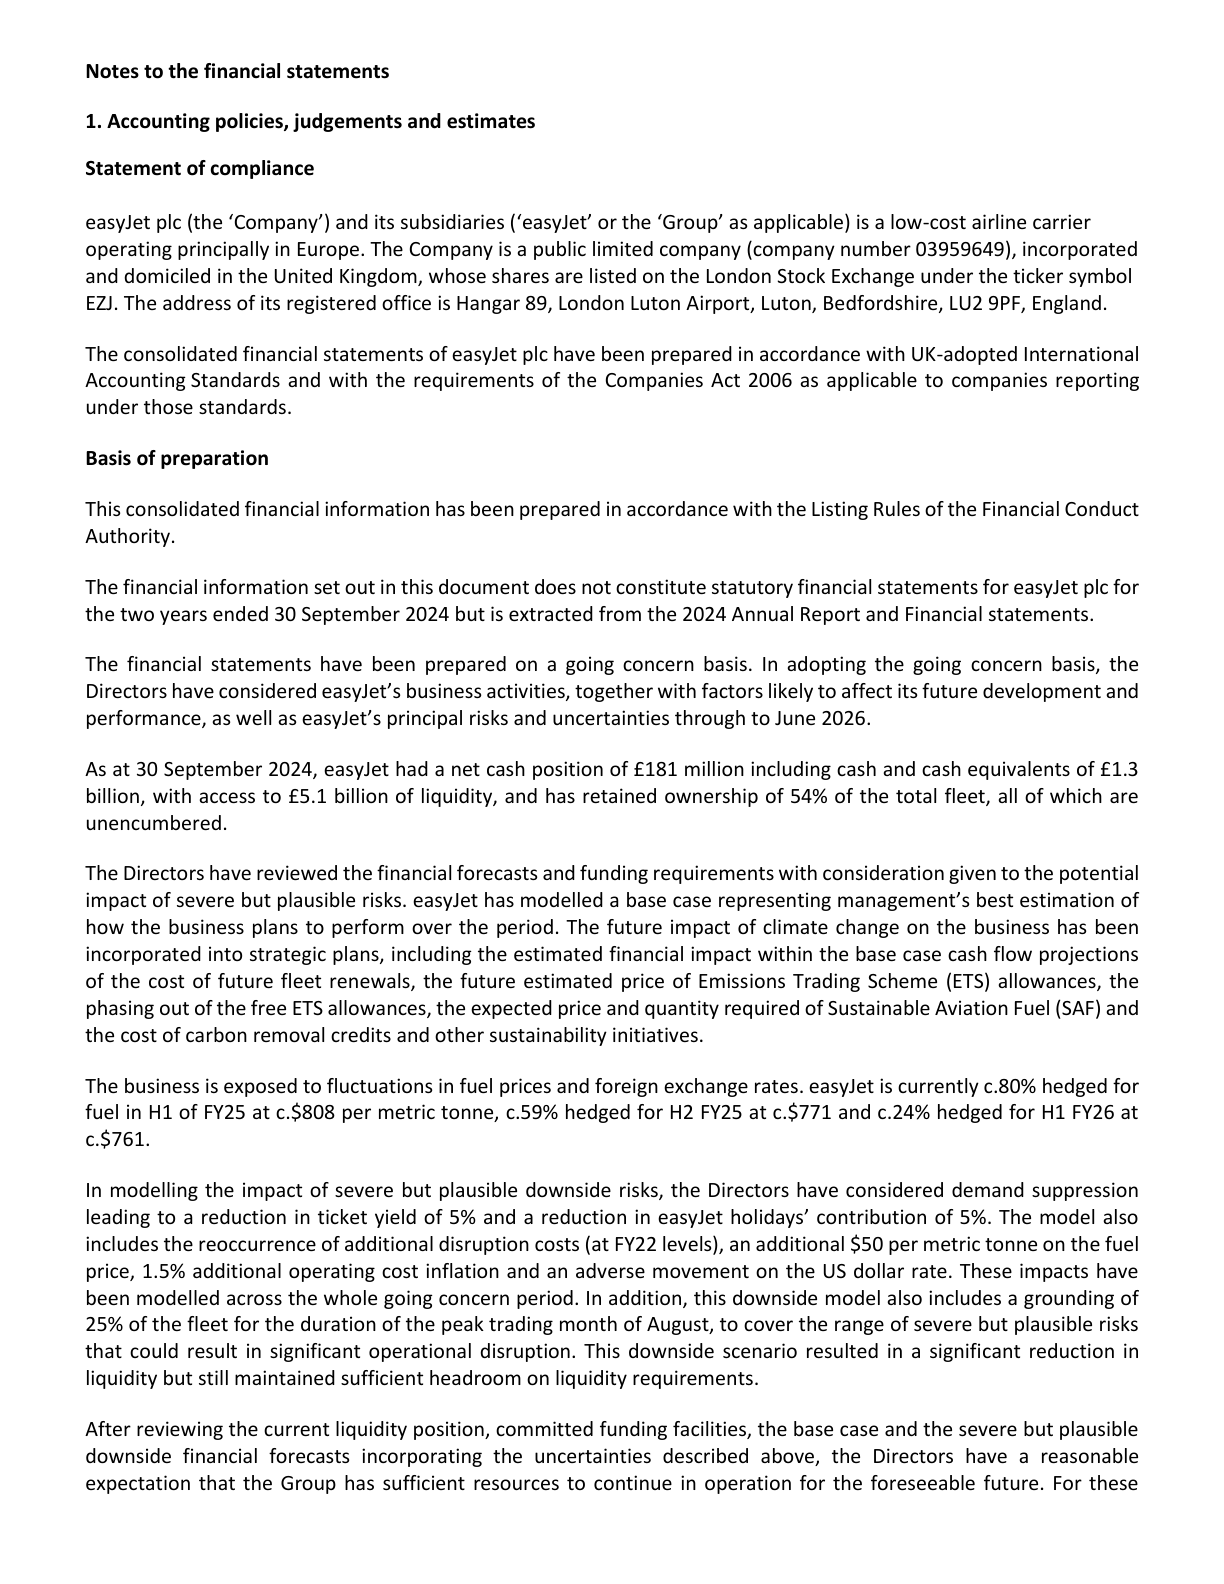 Notes to the financial statements
1. Accounting policies, judgements and estimates
Statement of compliance
easyJet plc (the ‘Company’) and its subsidiaries (‘easyJet’ or the ‘Group’ as applicable) is a low-cost airline carrier
operating principally in Europe. The Company is a public limited company (company number 03959649), incorporated
and domiciled in the United Kingdom, whose shares are listed on the London Stock Exchange under the ticker symbol
EZJ. The address of its registered office is Hangar 89, London Luton Airport, Luton, Bedfordshire, LU2 9PF, England.
The consolidated financial statements of easyJet plc have been prepared in accordance with UK-adopted International
Accounting Standards and with the requirements of the Companies Act 2006 as applicable to companies reporting
under those standards.
Basis of preparation
This consolidated financial information has been prepared in accordance with the Listing Rules of the Financial Conduct
Authority.
The financial information set out in this document does not constitute statutory financial statements for easyJet plc for
the two years ended 30 September 2024 but is extracted from the 2024 Annual Report and Financial statements.
The financial statements have been prepared on a going concern basis. In adopting the going concern basis, the
Directors have considered easyJet’s business activities, together with factors likely to affect its future development and
performance, as well as easyJet’s principal risks and uncertainties through to June 2026.
As at 30 September 2024, easyJet had a net cash position of £181 million including cash and cash equivalents of £1.3
billion, with access to £5.1 billion of liquidity, and has retained ownership of 54% of the total fleet, all of which are
unencumbered.
The Directors have reviewed the financial forecasts and funding requirements with consideration given to the potential
impact of severe but plausible risks. easyJet has modelled a base case representing management’s best estimation of
how the business plans to perform over the period. The future impact of climate change on the business has been
incorporated into strategic plans, including the estimated financial impact within the base case cash flow projections
of the cost of future fleet renewals, the future estimated price of Emissions Trading Scheme (ETS) allowances, the
phasing out of the free ETS allowances, the expected price and quantity required of Sustainable Aviation Fuel (SAF) and
the cost of carbon removal credits and other sustainability initiatives.
The business is exposed to fluctuations in fuel prices and foreign exchange rates. easyJet is currently c.80% hedged for
fuel in H1 of FY25 at c.$808 per metric tonne, c.59% hedged for H2 FY25 at c.$771 and c.24% hedged for H1 FY26 at
c.$761.
In modelling the impact of severe but plausible downside risks, the Directors have considered demand suppression
leading to a reduction in ticket yield of 5% and a reduction in easyJet holidays’ contribution of 5%. The model also
includes the reoccurrence of additional disruption costs (at FY22 levels), an additional $50 per metric tonne on the fuel
price, 1.5% additional operating cost inflation and an adverse movement on the US dollar rate. These impacts have
been modelled across the whole going concern period. In addition, this downside model also includes a grounding of
25% of the fleet for the duration of the peak trading month of August, to cover the range of severe but plausible risks
that could result in significant operational disruption. This downside scenario resulted in a significant reduction in
liquidity but still maintained sufficient headroom on liquidity requirements.
After reviewing the current liquidity position, committed funding facilities, the base case and the severe but plausible
downside financial forecasts incorporating the uncertainties described above, the Directors have a reasonable
expectation that the Group has sufficient resources to continue in operation for the foreseeable future. For these